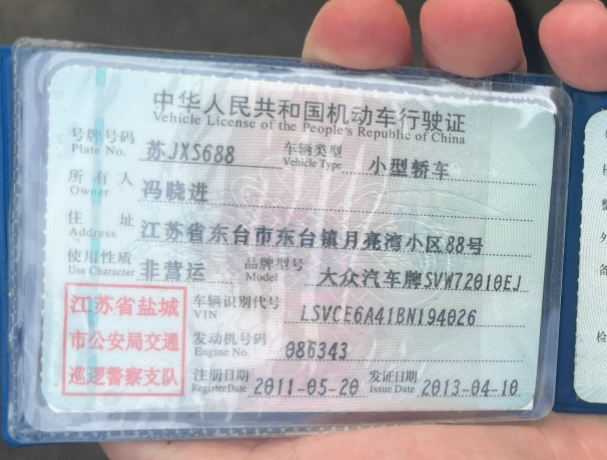 中华人民共和国机动车行驶证
Vehicle License of the People's Republic of China
号牌号码 苏JXS688 车辆类型 小型轿车
Plate No. Vehicle Type
所有人 冯晓进
Owner
住址 江苏省东台市东台镇月亮湾小区88号
Address
使用性质 非营运 品牌型号 大众汽车牌SVW72010EJ
Use Character Model
江苏省盐城
市公安局交通
巡逻警察支队
车辆识别代号 LSVCE6A41BN194026
VIN
发动机号码 086343
Engine No.
注册日期 2011-05-20 发证日期 2013-04-10
Register Date Issue Date